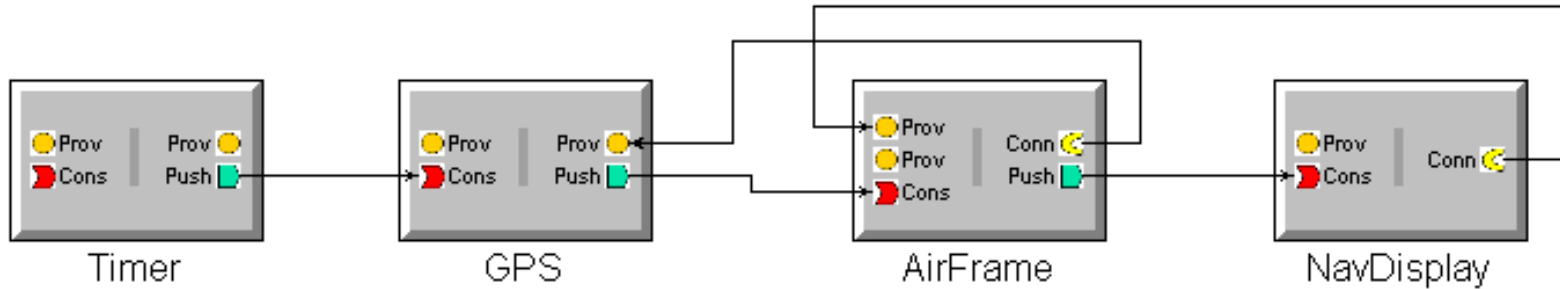 Prov Prov
Cons Push
Timer
Prov Prov
Cons Push
GPS
Prov
Prov
Cons
Conn
Push
AirFrame
Prov
Cons
Conn
NavDisplay